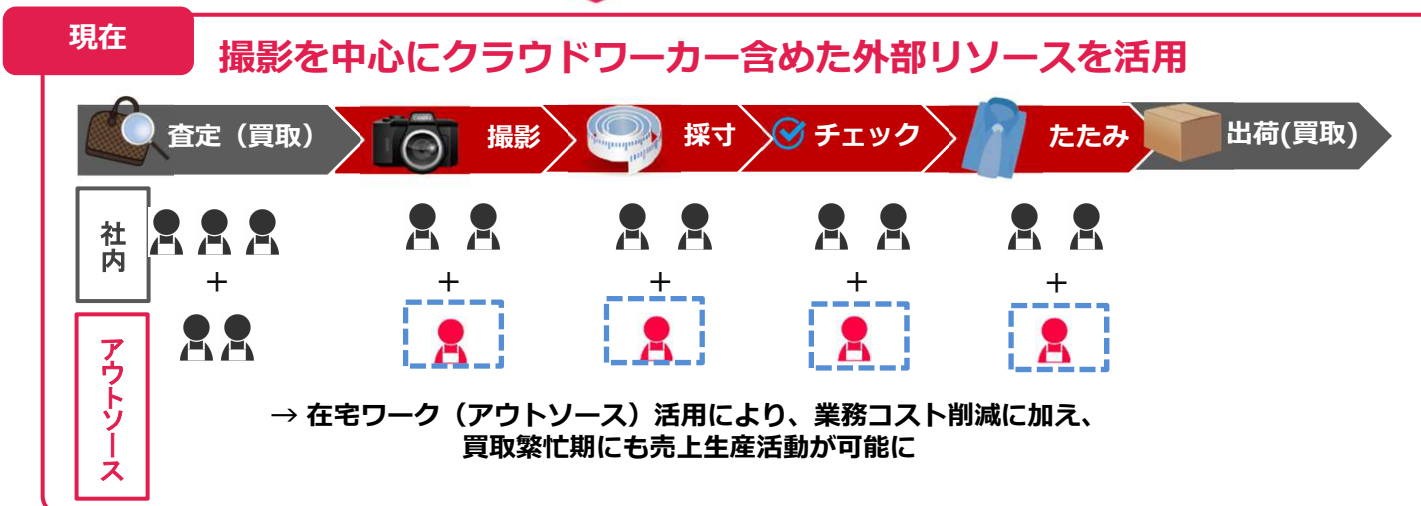 現在
撮影を中心にクラウドワーカー含めた外部リソースを活用
査定（買取）
撮影
採寸
チェック
たたみ
出荷(買取)
社内
＋
＋
＋
＋
＋
アウトソース
→ 在宅ワーク（アウトソース）活用により、業務コスト削減に加え、
買取繁忙期にも売上生産活動が可能に